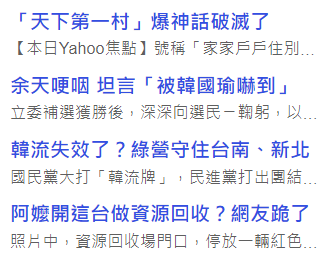 「天下第一村」爆神話破滅了
【本日Yahoo焦點】號稱「家家戶戶住別...
余天哽咽 坦言「被韓國瑜嚇到」
立委補選獲勝後，深深向選民一鞠躬，以...
韓流失效了？綠營守住台南、新北
國民黨大打「韓流牌」，民進黨打出團結...
阿嬤開這台做資源回收？網友跪了
照片中，資源回收場門口，停放一輛紅色...